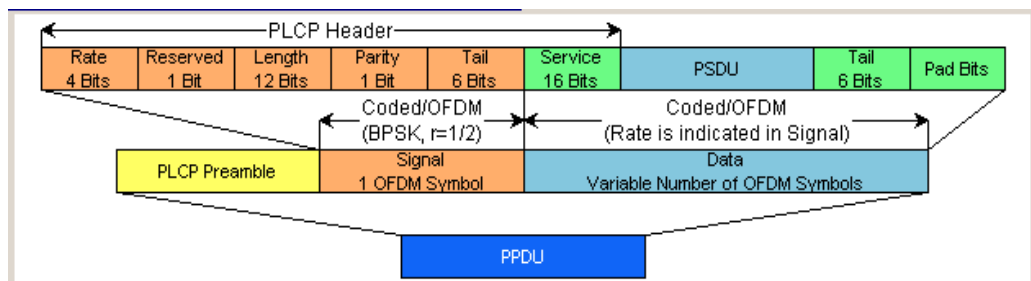 PLCP Header
Rate Reserved Length Parity Tail Service PSDU Tail Pad Bits
4 Bits 1 Bit 12 Bits 1 Bit 6 Bits 16 Bits 6 Bits
Coded/OFDM Coded/OFDM
(BPSK, r=1/2) (Rate is indicated in Signal)
PLCP Preamble Signal Data
1 OFDM Symbol Variable Number of OFDM Symbols
PPDU